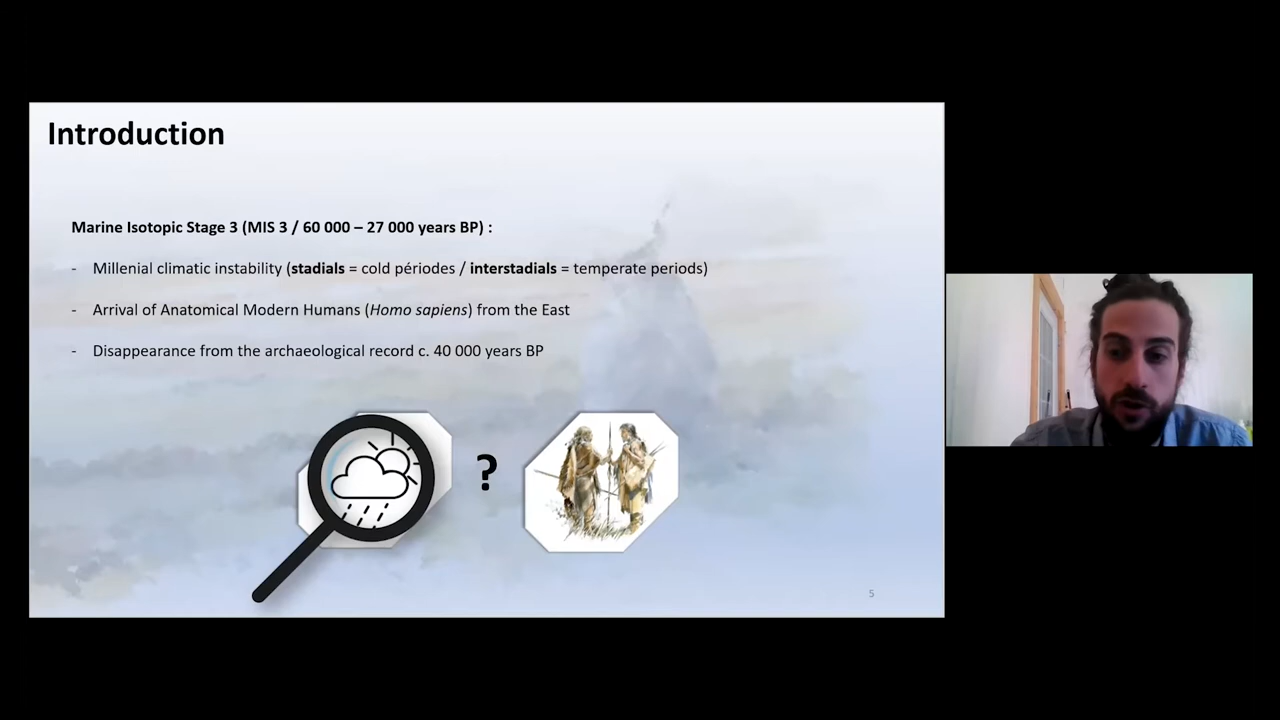 Introduction
Marine Isotopic Stage 3 (MIS 3 / 60 000 – 27 000 years BP) :
- Millenial climatic instability (stadials = cold périodes / interstadials = temperate periods)
- Arrival of Anatomical Modern Humans (Homo sapiens) from the East
- Disappearance from the archaeological record c. 40 000 years BP
?
5